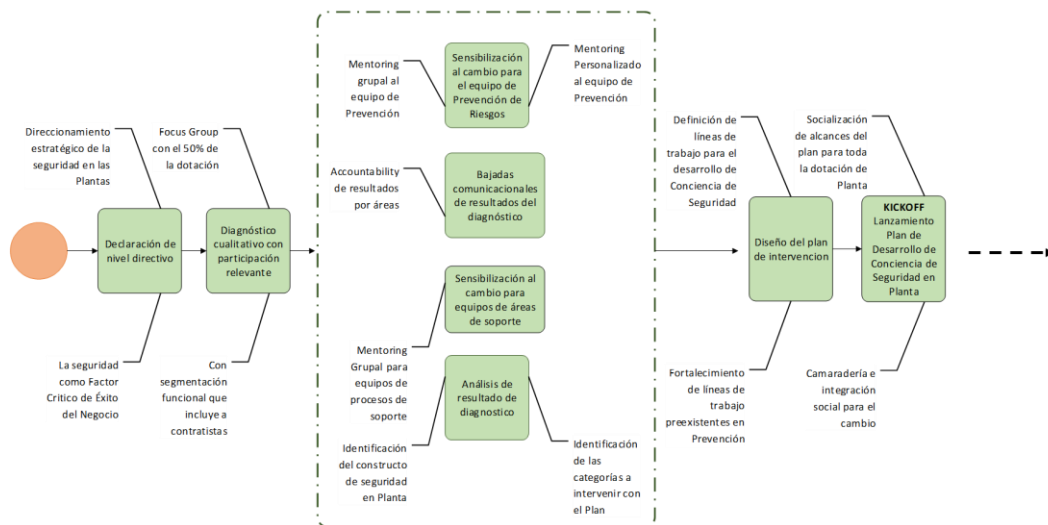 Direccionamiento
estratégico de la
seguridad en las
Plantas
Declaración de
nivel directivo
La seguridad
como Factor
Critico de Éxito
del Negocio
Focus Group
con el 50% de
la dotación
Diagnóstico
cualitativo con
participación
relevante
Con
segmentación
funcional que
incluye a
contratistas
Mentoring
grupal al
equipo de
Prevención
Sensibilización
al cambio para
el equipo de
Prevención de
Riesgos
Mentoring
Personalizado
al equipo de
Prevención
Accountability
de resultados
por áreas
Bajadas
comunicacionales
de resultados del
diagnóstico
Sensibilización al
cambio para
equipos de áreas
de soporte
Mentoring
Grupal para
equipos de
procesos de
soporte
Análisis de
resultado de
diagnostico
Identificación
del constructo
de seguridad
en Planta
Identificación
de las
categorías a
intervenir con
el Plan
Definición de
líneas de
trabajo para el
desarrollo de
Conciencia de
Seguridad
Diseño del plan
de intervencion
Fortalecimiento
de líneas de
trabajo
preexistentes en
Prevención
Socialización
de alcances del
plan para toda
la dotación de
Planta
KICKOFF
Lanzamiento
Plan de
Desarrollo de
Conciencia de
Seguridad en
Planta
Camaradería e
integración
social para el
cambio